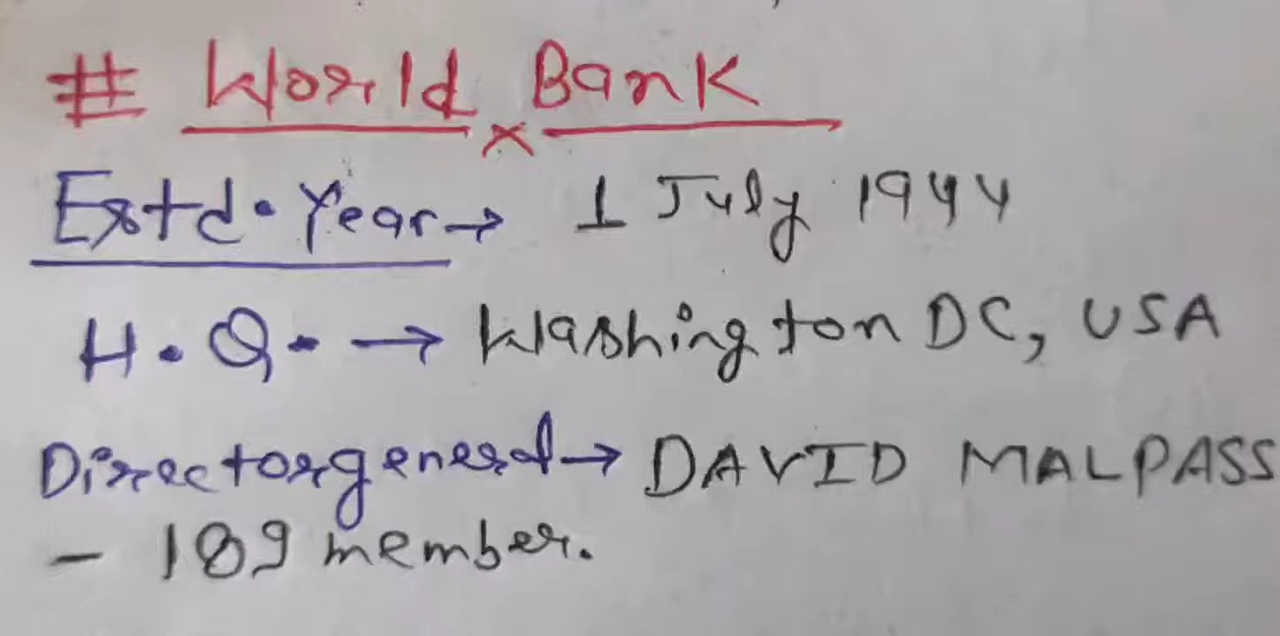 # World Bank
Estd. Year → 1 July 1944
H.Q. → Washington DC, USA
Directorgeneral → DAVID MALPASS
- 189 member.